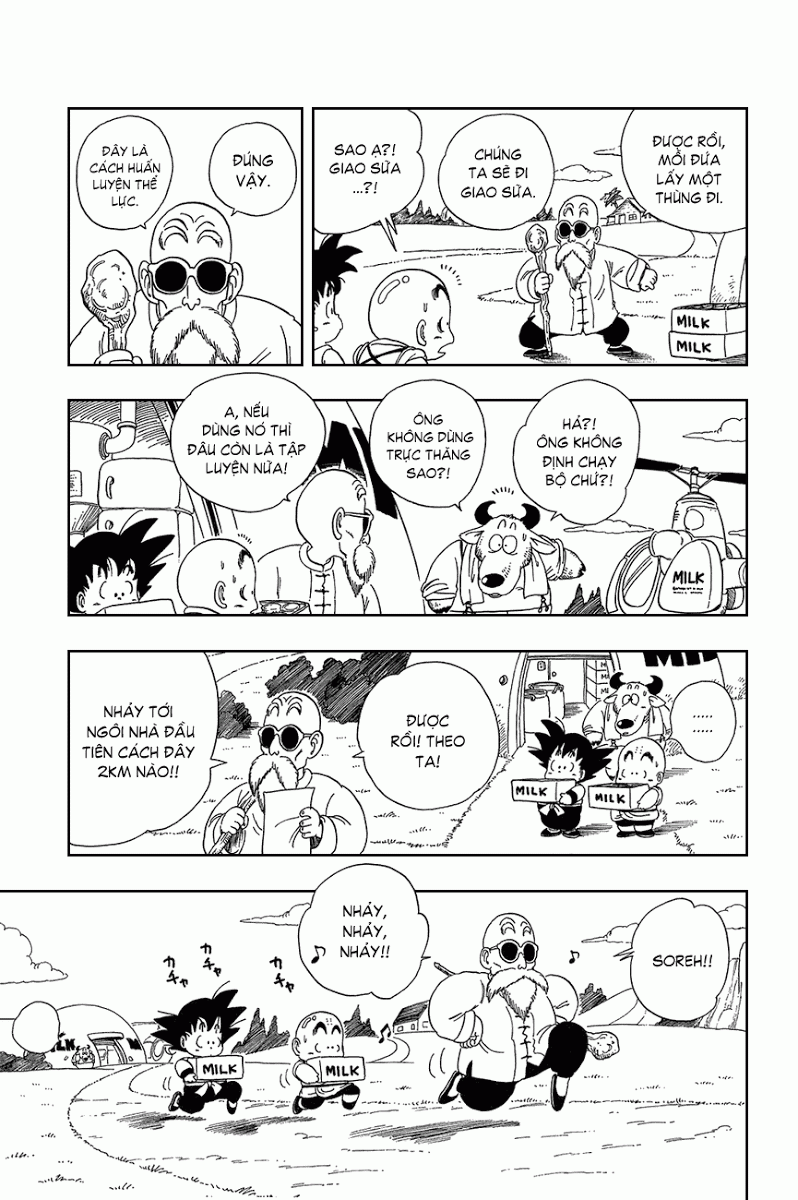 ĐƯỢC RỒI,
MỖI ĐỨA
LẤY MỘT
THÙNG ĐI.
CHÚNG
TA SẼ ĐI
GIAO SỮA.
SAO Ạ?!
GIAO SỮA
...?!
MILK
MILK
ĐÚNG
VẬY.
ĐÂY LÀ
CÁCH HUẤN
LUYỆN THỂ
LỰC.
HẢ?!
ÔNG KHÔNG
ĐỊNH CHẠY
BỘ CHỨ?!
ÔNG
KHÔNG DÙNG
TRỰC THĂNG
SAO?!
A, NẾU
DÙNG NÓ THÌ
ĐÂU CÒN LÀ TẬP
LUYỆN NỮA!
MILK
.....
.....
MILK
MILK
MILK
ĐƯỢC
RỒI! THEO
TA!
NHẢY TỚI
NGÔI NHÀ ĐẦU
TIÊN CÁCH ĐÂY
2KM NÀO!!
SOREH!!
NHẢY,
NHẢY,
NHẢY!!
カチャ
カチャ
カチャ
MILK
MILK